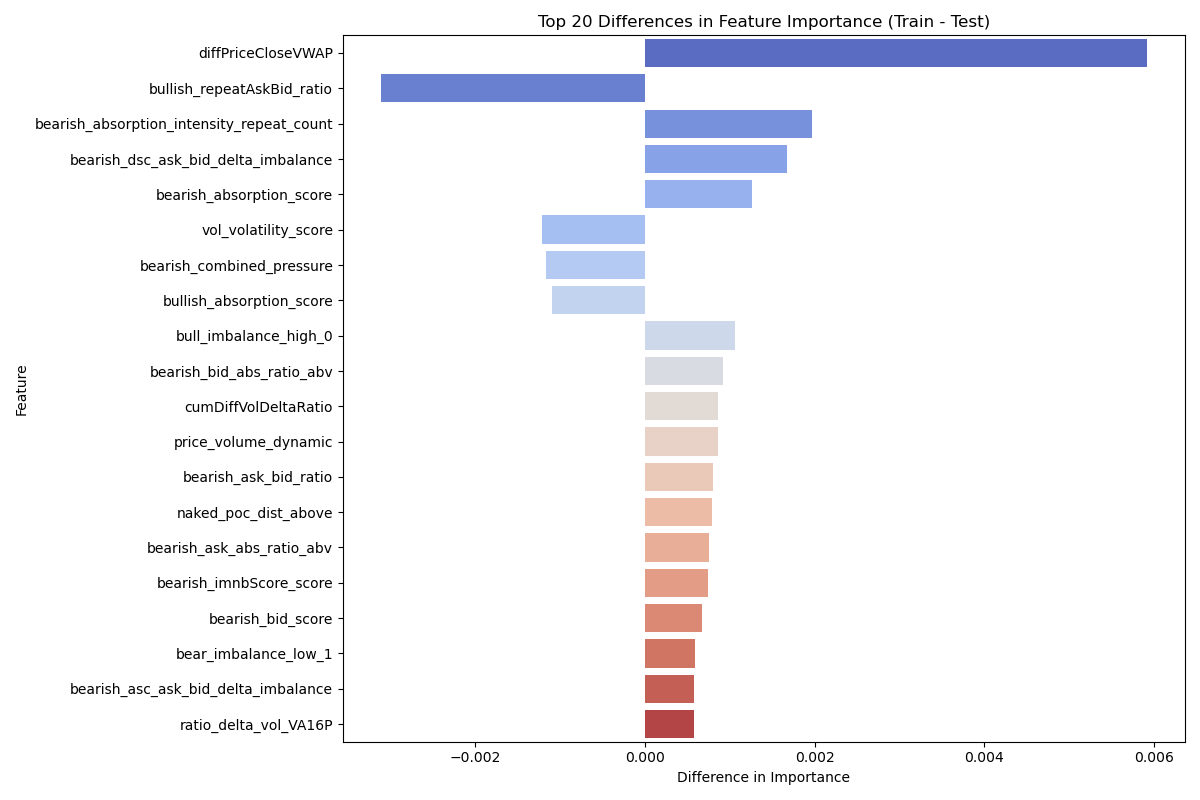 Top 20 Differences in Feature Importance (Train - Test)
diffPriceCloseVWAP
bullish_repeatAskBid_ratio
bearish_absorption_intensity_repeat_count
bearish_dsc_ask_bid_delta_imbalance
bearish_absorption_score
vol_volatility_score
bearish_combined_pressure
bullish_absorption_score
bull_imbalance_high_0
bearish_bid_abs_ratio_abv
cumDiffVolDeltaRatio
price_volume_dynamic
bearish_ask_bid_ratio
naked_poc_dist_above
bearish_ask_abs_ratio_abv
bearish_imnbScore_score
bearish_bid_score
bear_imbalance_low_1
bearish_asc_ask_bid_delta_imbalance
ratio_delta_vol_VA16P
Feature
−0.002 0.000 0.002 0.004 0.006
Difference in Importance